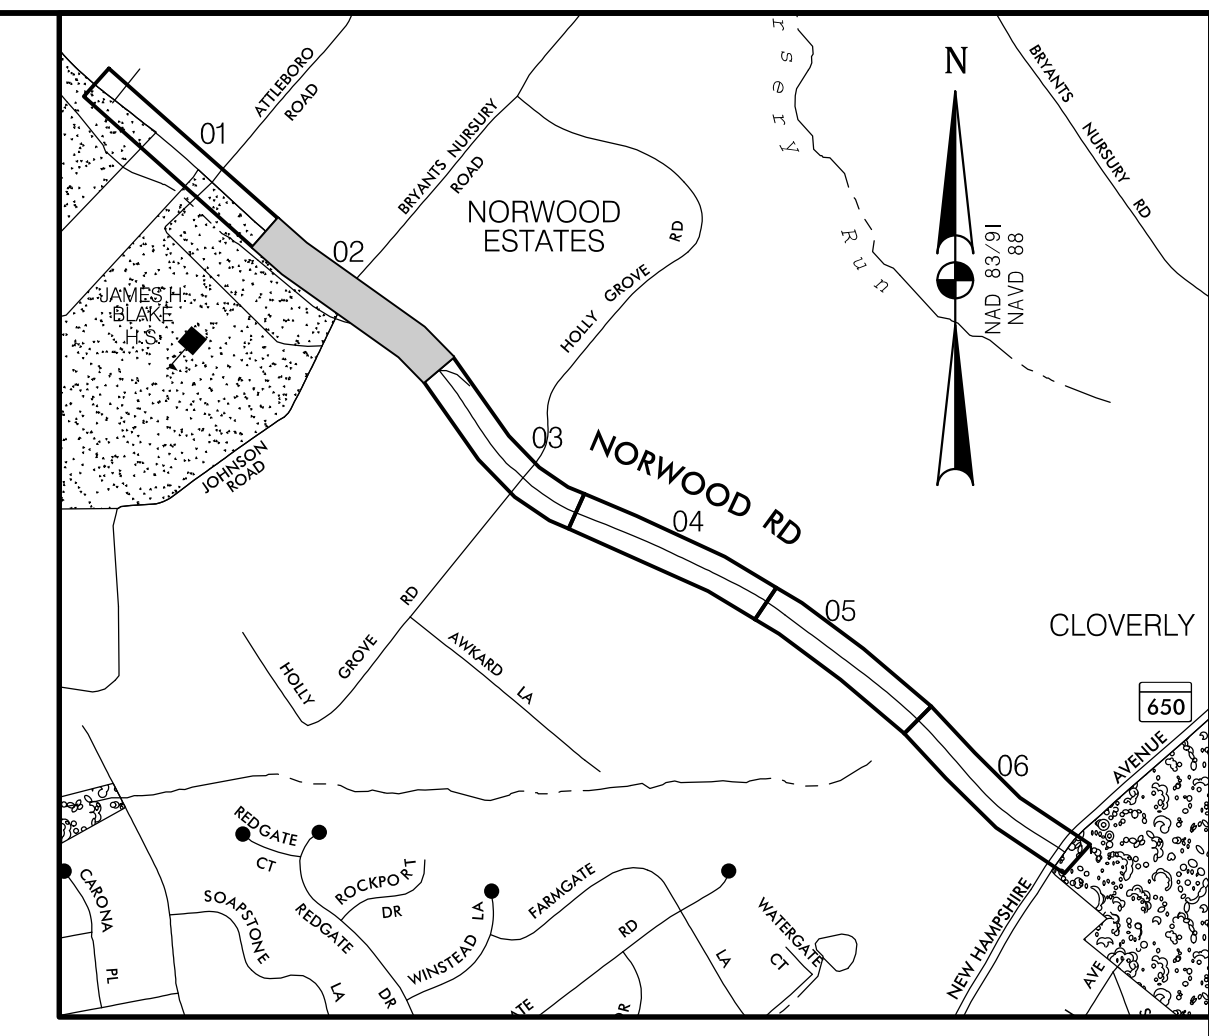 01
ATTLEBORO
ROAD
BRYANTS NURSURY
ROAD
NORWOOD
ESTATES
HOLLY GROVE RD
rsery
Run
N
NAD 83/91
NAVD 88
BRYANTS NURSURY RD
02
JAMES H.
BLAKE
H.S.
JOHNSON
ROAD
03
NORWOOD RD
04
05
CLOVERLY
650
AVENUE
06
HOLLY GROVE RD
AWKARD LA
REDGATE
CT
ROCKPORT
DR
CARONA PL
SOAPSTONE LA
REDGATE DR
WINSTEAD LA
FARMGATE LA
RD
WATERGATE
CT
NEW HAMPSHIRE
AVE